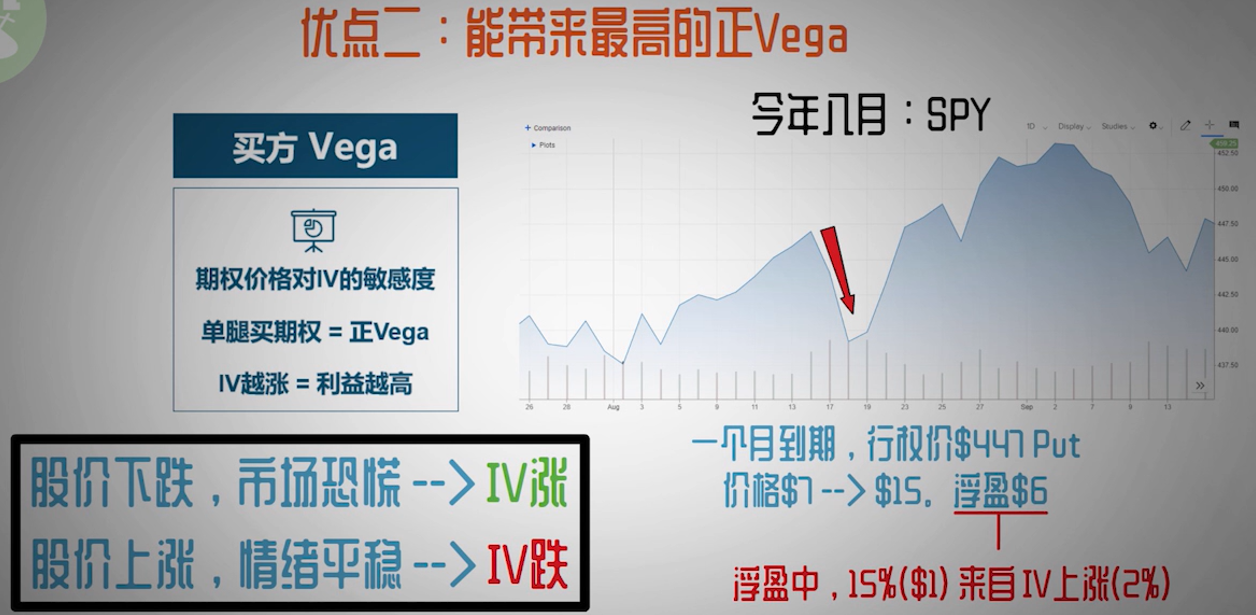 优点二：能带来最高的正Vega
买方 Vega
期权价格对IV的敏感度
单腿买期权 = 正Vega
IV越涨 = 利益越高
今年八月：SPY
+ Comparison
▶ Plots
1D Display Studies
459.25
452.50
450.00
447.50
445.00
442.50
440.00
437.50
»
26 28 Aug 3 5 9 11 13 17 19 23 25 27 Sep 2 7 9 13
股价下跌，市场恐慌 --> IV涨
股价上涨，情绪平稳 --> IV跌
一个月到期，行权价$447 Put
价格$7 --> $15。浮盈$6
浮盈中，15%($1) 来自 IV上涨(2%)